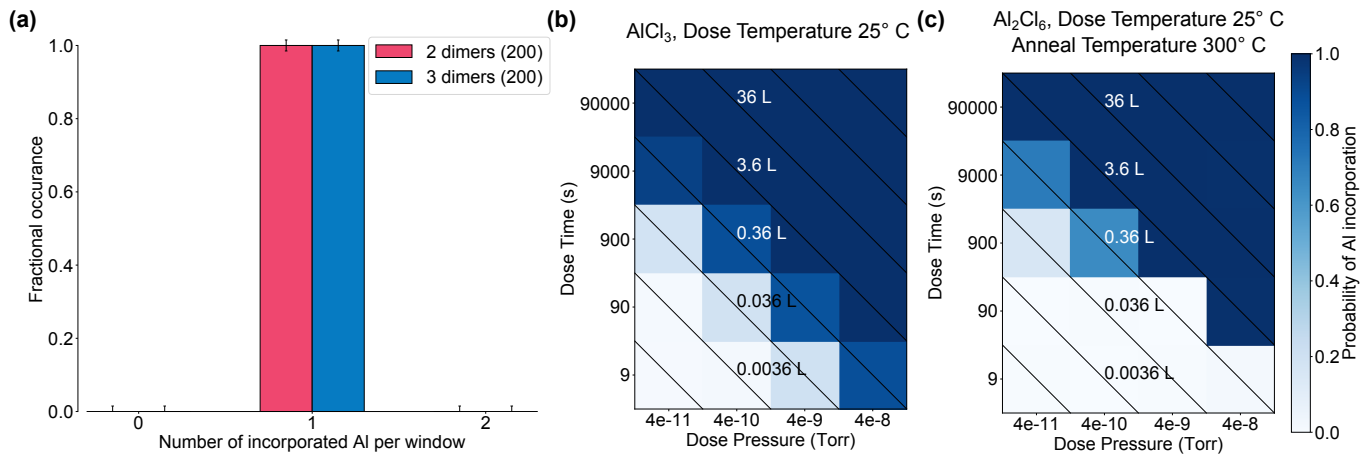 (a)
1.0
0.8
0.6
0.4
0.2
0.0
Fractional occurance
0
1
2
Number of incorporated Al per window
2 dimers (200)
3 dimers (200)
(b)
AlCl₃, Dose Temperature 25° C
90000
9000
900
90
9
Dose Time (s)
36 L
3.6 L
0.36 L
0.036 L
0.0036 L
4e-11
4e-10
4e-9
4e-8
Dose Pressure (Torr)
(c)
Al₂Cl₆, Dose Temperature 25° C
Anneal Temperature 300° C
90000
9000
900
90
9
Dose Time (s)
36 L
3.6 L
0.36 L
0.036 L
0.0036 L
4e-11
4e-10
4e-9
4e-8
Dose Pressure (Torr)
1.0
0.8
0.6
0.4
0.2
0.0
Probability of Al incorporation